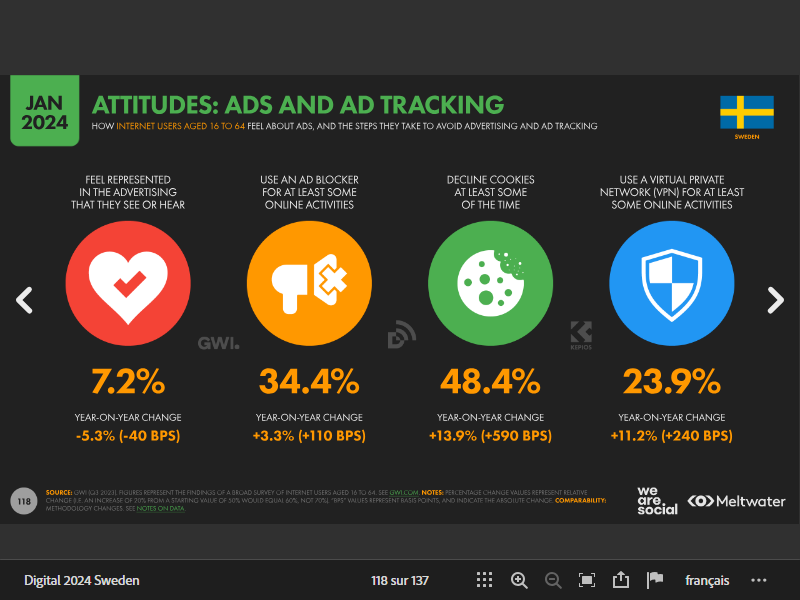 JAN
2024
ATTITUDES: ADS AND AD TRACKING
HOW INTERNET USERS AGED 16 TO 64 FEEL ABOUT ADS, AND THE STEPS THEY TAKE TO AVOID ADVERTISING AND AD TRACKING
SWEDEN
FEEL REPRESENTED
IN THE ADVERTISING
THAT THEY SEE OR HEAR
USE AN AD BLOCKER
FOR AT LEAST SOME
ONLINE ACTIVITIES
DECLINE COOKIES
AT LEAST SOME
OF THE TIME
USE A VIRTUAL PRIVATE
NETWORK (VPN) FOR AT LEAST
SOME ONLINE ACTIVITIES
GWI.
KEPIOS
7.2%
34.4%
48.4%
23.9%
YEAR-ON-YEAR CHANGE
-5.3% (-40 BPS)
YEAR-ON-YEAR CHANGE
+3.3% (+110 BPS)
YEAR-ON-YEAR CHANGE
+13.9% (+590 BPS)
YEAR-ON-YEAR CHANGE
+11.2% (+240 BPS)
118
SOURCE: GWI (Q3 2023). FIGURES REPRESENT THE FINDINGS OF A BROAD SURVEY OF INTERNET USERS AGED 16 TO 64. SEE GWI.COM. NOTES: PERCENTAGE CHANGE VALUES REPRESENT RELATIVE
CHANGE (I.E. AN INCREASE OF 20% FROM A STARTING VALUE OF 50% WOULD EQUAL 60%, NOT 70%). "BPS" VALUES REPRESENT BASIS POINTS, AND INDICATE THE ABSOLUTE CHANGE. COMPARABILITY:
METHODOLOGY CHANGES. SEE NOTES ON DATA.
we
are.
social
Meltwater
Digital 2024 Sweden
118 sur 137
français